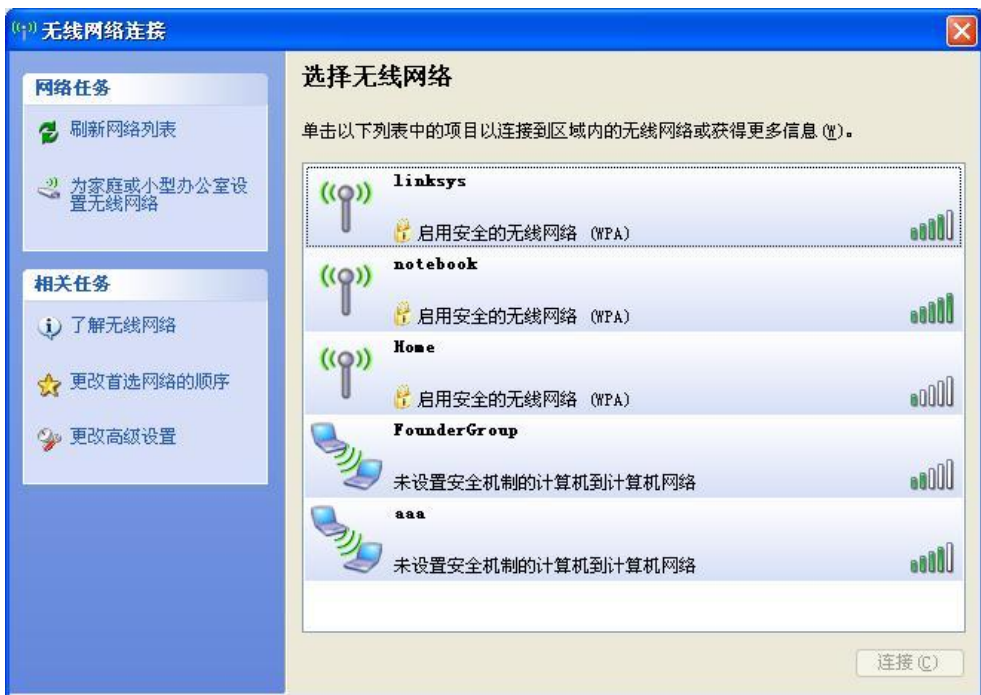 无线网络连接
网络任务
刷新网络列表
为家庭或小型办公室设
置无线网络
相关任务
了解无线网络
更改首选网络的顺序
更改高级设置
选择无线网络
单击以下列表中的项目以连接到区域内的无线网络或获得更多信息(W)。
linksys
启用安全的无线网络 (WPA)
notebook
启用安全的无线网络 (WPA)
Home
启用安全的无线网络 (WPA)
FounderGroup
未设置安全机制的计算机到计算机网络
aaa
未设置安全机制的计算机到计算机网络
连接(C)